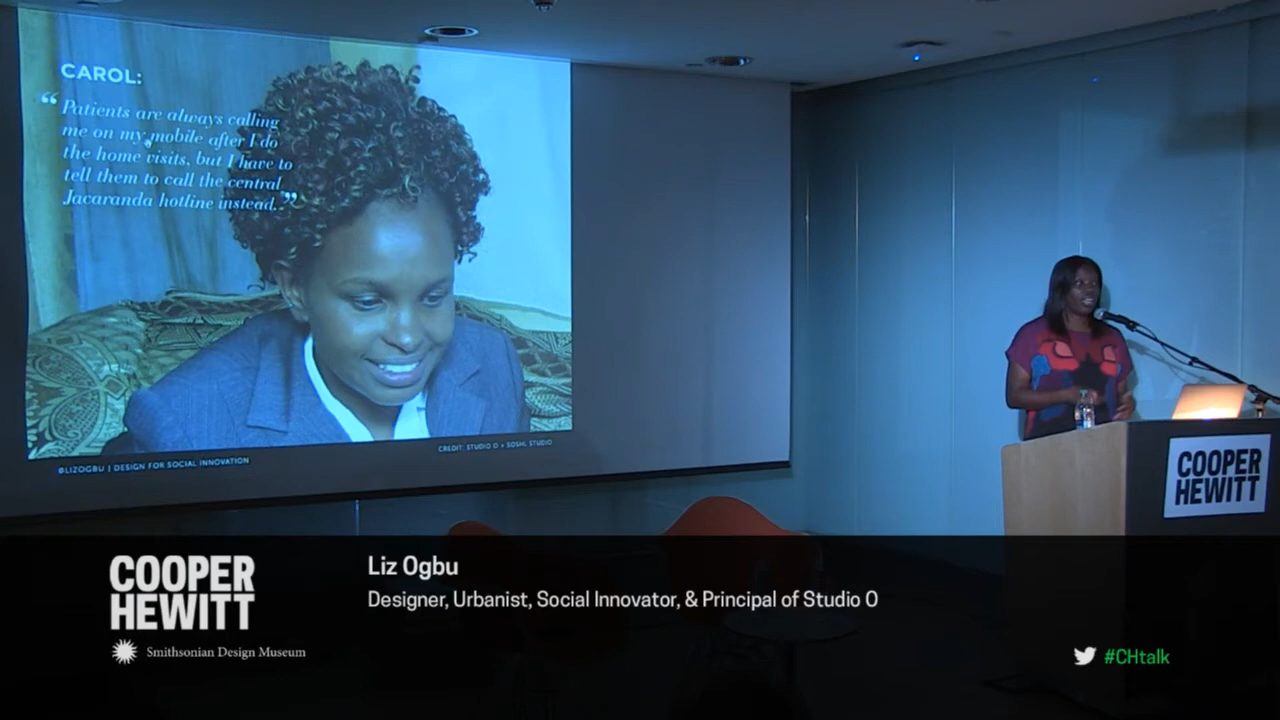 CAROL:
“Patients are always calling
me on my mobile after I do
the home visits, but I have to
tell them to call the central
Jacaranda hotline instead.”
CREDIT: STUDIO O + SOSHL STUDIO
@LIZOGBU | DESIGN FOR SOCIAL INNOVATION
COOPER
HEWITT
COOPER
HEWITT
Smithsonian Design Museum
Liz Ogbu
Designer, Urbanist, Social Innovator, & Principal of Studio O
#CHtalk